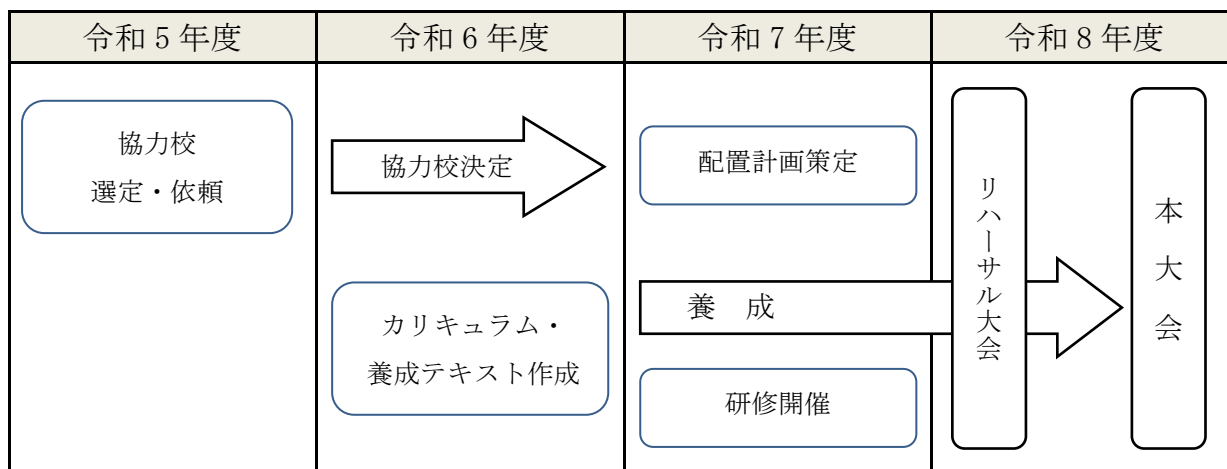 令和5年度
令和6年度
令和7年度
令和8年度
協力校
選定・依頼
協力校決定
カリキュラム・
養成テキスト作成
配置計画策定
養 成
研修開催
リハーサル大会
本大会